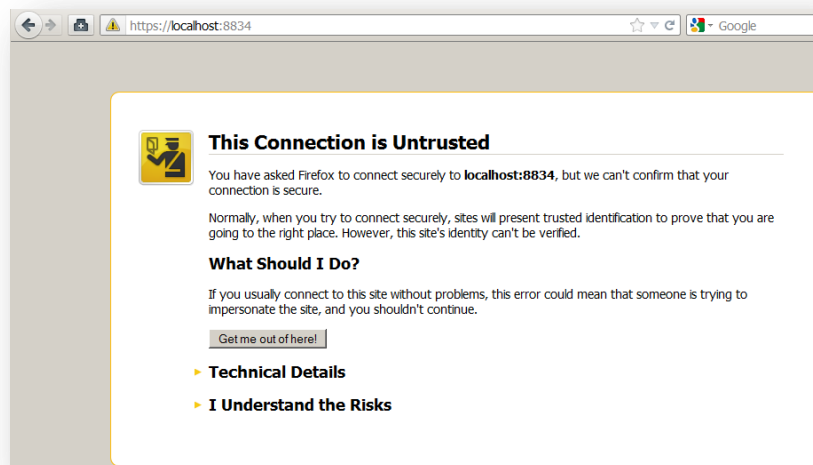 https://localhost:8834
Google
This Connection is Untrusted
You have asked Firefox to connect securely to localhost:8834, but we can't confirm that your
connection is secure.
Normally, when you try to connect securely, sites will present trusted identification to prove that you are
going to the right place. However, this site's identity can't be verified.
What Should I Do?
If you usually connect to this site without problems, this error could mean that someone is trying to
impersonate the site, and you shouldn't continue.
Get me out of here!
Technical Details
I Understand the Risks